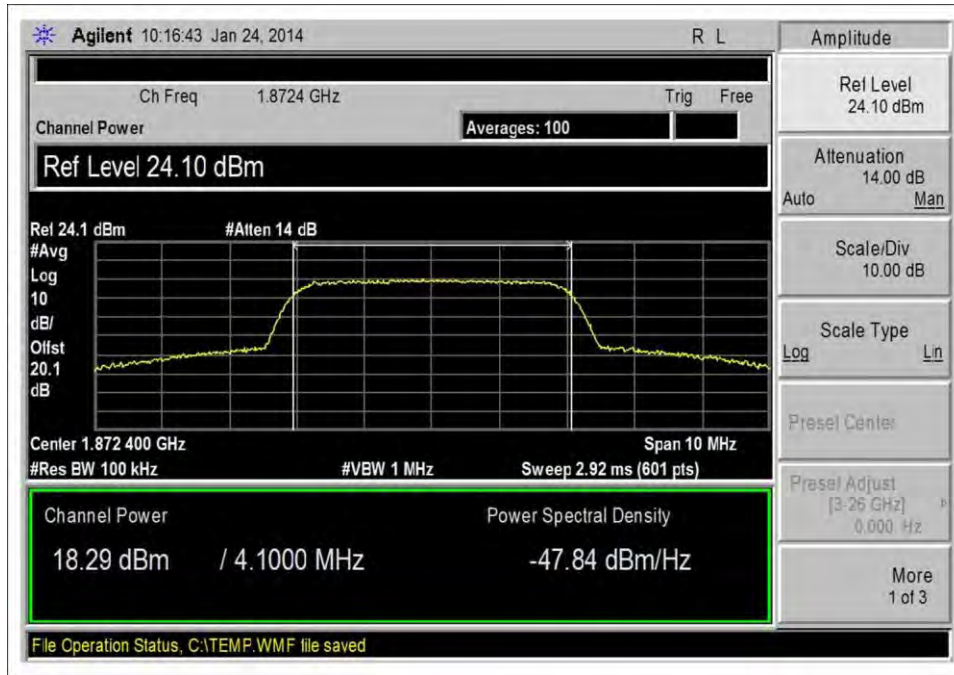 Agilent 10:16:43 Jan 24, 2014 R L
Ch Freq 1.8724 GHz Trig Free
Channel Power Averages: 100
Ref Level 24.10 dBm
Ref 24.1 dBm #Atten 14 dB
#Avg
Log
10
dB/
Offst
20.1
dB
Center 1.872 400 GHz Span 10 MHz
#Res BW 100 kHz #VBW 1 MHz Sweep 2.92 ms (601 pts)
Channel Power Power Spectral Density
18.29 dBm / 4.1000 MHz -47.84 dBm/Hz
File Operation Status, C:\TEMP.WMF file saved
Amplitude
Ref Level
24.10 dBm
Attenuation
14.00 dB
Auto Man
Scale/Div
10.00 dB
Scale Type
Log Lin
Presel Center
Presel Adjust
[3-26 GHz]
0.000 Hz
More
1 of 3